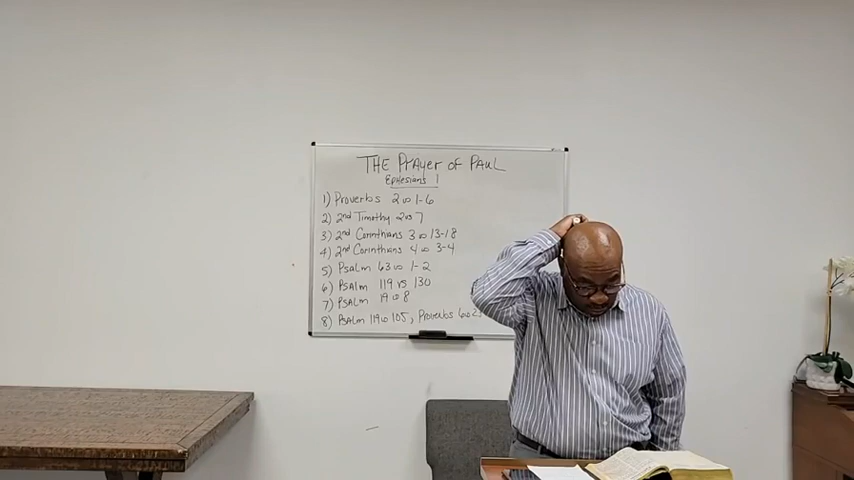 THE PRAYER OF PAUL
Ephesians 1
1) Proverbs 2 vs 1-6
2) 2nd Timothy 2 vs 7
3) 2nd Corinthians 3 vs 13-18
4) 2nd Corinthians 4 vs 3-4
5) Psalm 63 vs 1-2
6) Psalm 119 vs 130
7) Psalm 19 vs 8
8) Psalm 119 vs 105, Proverbs 6 vs